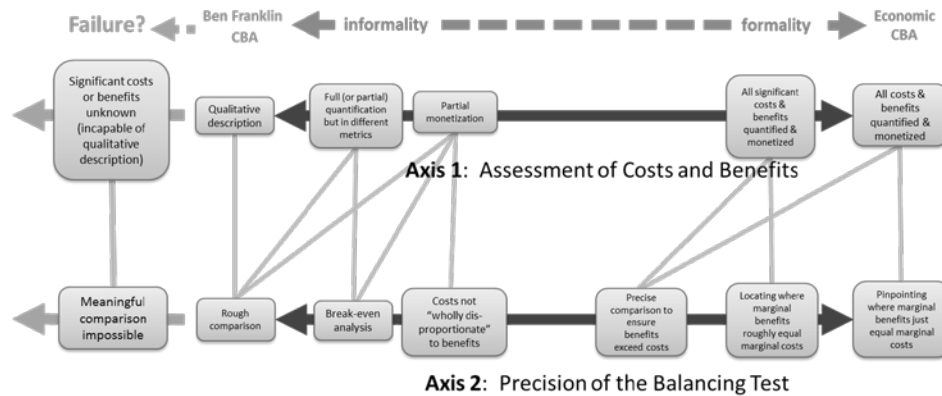 Failure?
Ben Franklin
CBA
informality
formality
Economic
CBA
Significant costs
or benefits
unknown
(incapable of
qualitative
description)
Qualitative
description
Full (or partial)
quantification
but in different
metrics
Partial
monetization
All significant
costs &
benefits
quantified &
monetized
All costs &
benefits
quantified &
monetized
Axis 1: Assessment of Costs and Benefits
Meaningful
comparison
impossible
Rough
comparison
Break-even
analysis
Costs not
"wholly dis-
proportionate"
to benefits
Precise
comparison to
ensure
benefits
exceed costs
Locating where
marginal
benefits
roughly equal
marginal costs
Pinpointing
where marginal
benefits just
equal marginal
costs
Axis 2: Precision of the Balancing Test